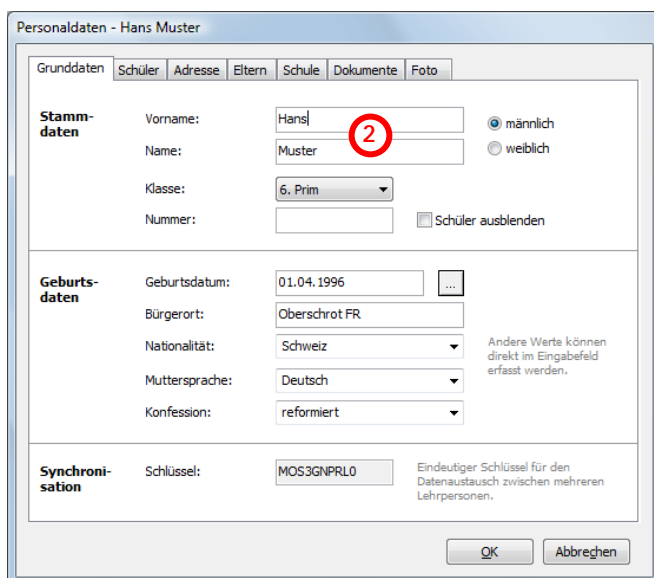 Personaldaten - Hans Muster
Grunddaten Schüler Adresse Eltern Schule Dokumente Foto
Stamm-
daten
Vorname: Hans
männlich
2
Name: Muster
weiblich
Klasse: 6. Prim
Nummer:
Schüler ausblenden
Geburts-
daten
Geburtsdatum: 01.04.1996 ...
Bürgerort: Oberschrot FR
Nationalität: Schweiz
Andere Werte können
direkt im Eingabefeld
erfasst werden.
Muttersprache: Deutsch
Konfession: reformiert
Synchroni-
sation
Schlüssel: MOS3GNPRL0
Eindeutiger Schlüssel für den
Datenaustausch zwischen mehreren
Lehrpersonen.
OK Abbrechen